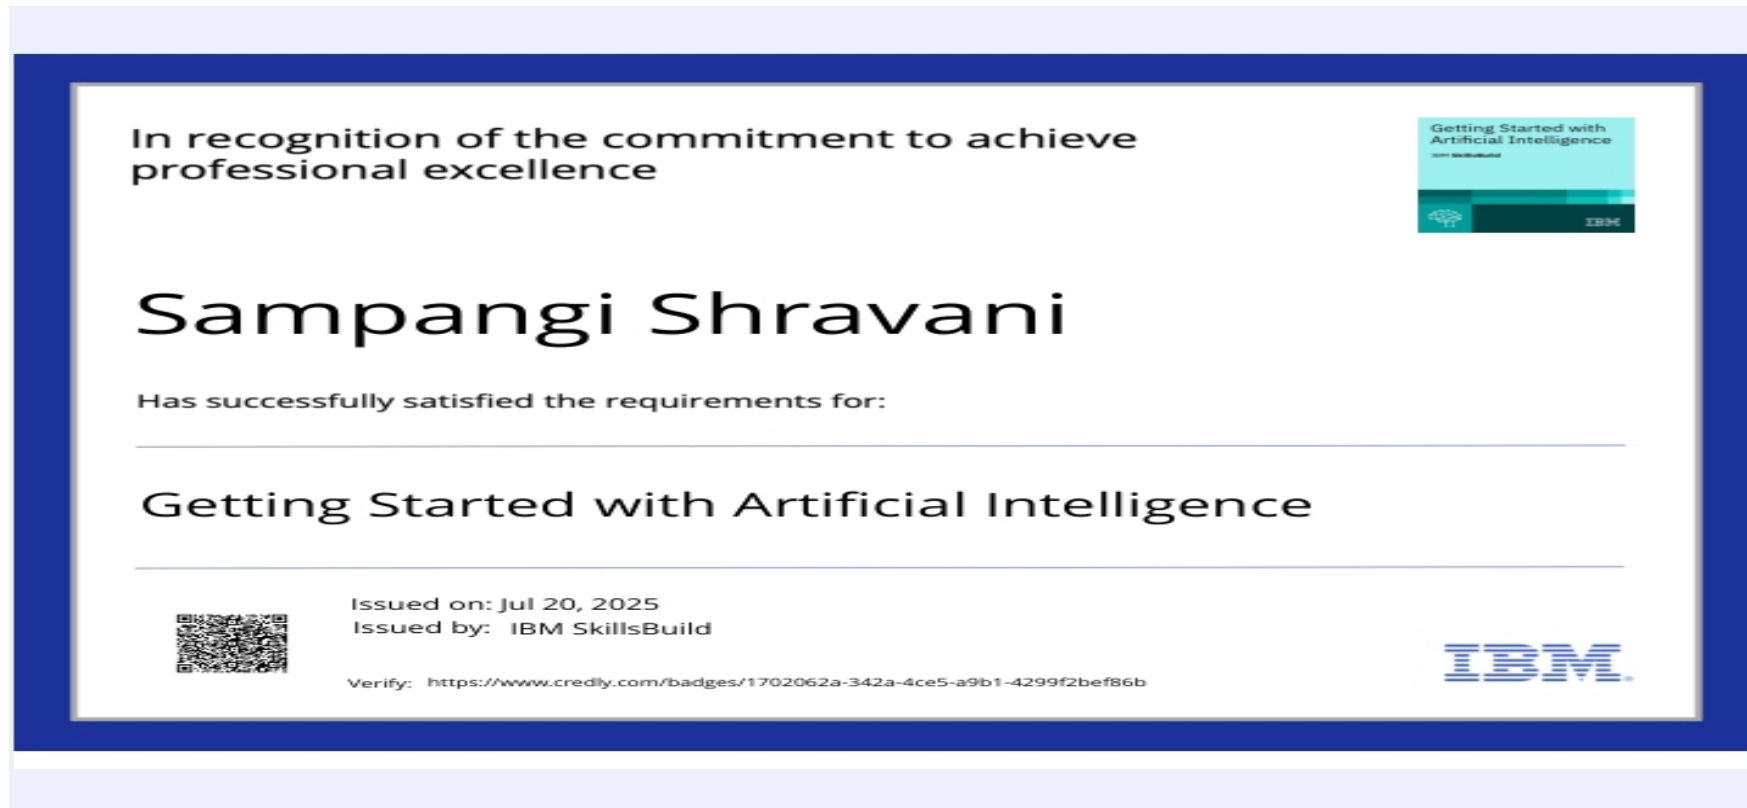 In recognition of the commitment to achieve
professional excellence
Getting Started with
Artificial Intelligence
IBM SkillsBuild
IBM
Sampangi Shravani
Has successfully satisfied the requirements for:
Getting Started with Artificial Intelligence
Issued on: Jul 20, 2025
Issued by: IBM SkillsBuild
Verify: https://www.credly.com/badges/1702062a-342a-4ce5-a9b1-4299f2bef86b
IBM.